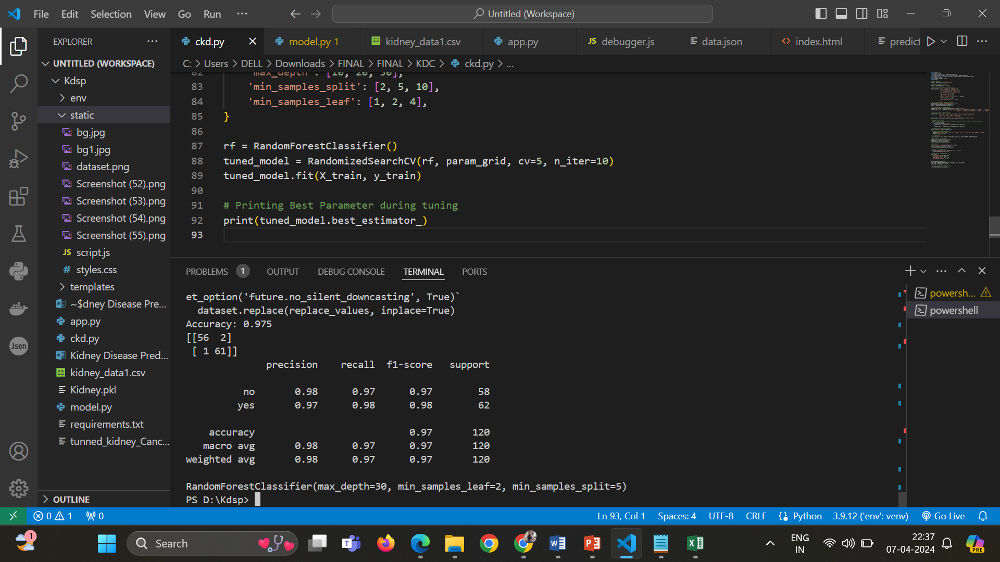 File Edit Selection View Go Run ··· Untitled (Workspace)
EXPLORER
ckd.py model.py 1 kidney_data1.csv app.py JS debugger.js data.json index.html predict
C: > Users > DELL > Downloads > FINAL > FINAL > KDC > ckd.py > ...
UNTITLED (WORKSPACE)
Kdsp
env
static
bg.jpg
bg1.jpg
dataset.png
Screenshot (52).png
Screenshot (53).png
Screenshot (54).png
Screenshot (55).png
JS script.js
# styles.css
templates
~$dney Disease Pre...
app.py
ckd.py
Kidney Disease Pred...
kidney_data1.csv
Kidney.pkl
model.py
requirements.txt
tunned_kidney_Canc...
OUTLINE
Json
82 'max_depth': [10, 20, 30],
83 'min_samples_split': [2, 5, 10],
84 'min_samples_leaf': [1, 2, 4],
85 }
86
87 rf = RandomForestClassifier()
88 tuned_model = RandomizedSearchCV(rf, param_grid, cv=5, n_iter=10)
89 tuned_model.fit(X_train, y_train)
90
91 # Printing Best Parameter during tuning
92 print(tuned_model.best_estimator_)
93
PROBLEMS 1 OUTPUT DEBUG CONSOLE TERMINAL PORTS
et_option('future.no_silent_downcasting', True)`
dataset.replace(replace_values, inplace=True)
Accuracy: 0.975
[[56 2]
[ 1 61]]
precision recall f1-score support
no 0.98 0.97 0.97 58
yes 0.97 0.98 0.98 62
accuracy 0.97 120
macro avg 0.98 0.97 0.97 120
weighted avg 0.98 0.97 0.97 120
RandomForestClassifier(max_depth=30, min_samples_leaf=2, min_samples_split=5)
PS D:\Kdsp>
powersh...
powershell
0 1 0 Ln 93, Col 1 Spaces: 4 UTF-8 CRLF Python 3.9.12 ('env': venv) Go Live
1 Search ENG IN 22:37 07-04-2024 PRE